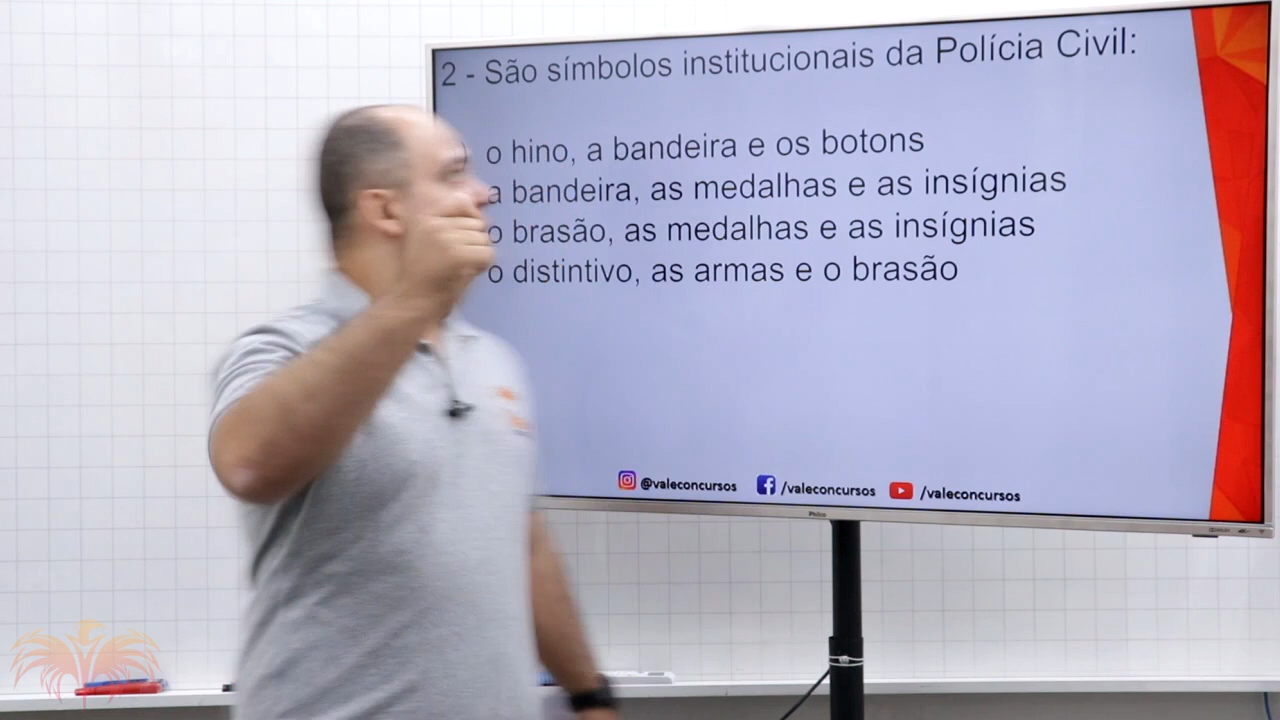 2 - São símbolos institucionais da Polícia Civil:
o hino, a bandeira e os botons
a bandeira, as medalhas e as insígnias
o brasão, as medalhas e as insígnias
o distintivo, as armas e o brasão
@valeconcursos /valeconcursos /valeconcursos
Philco